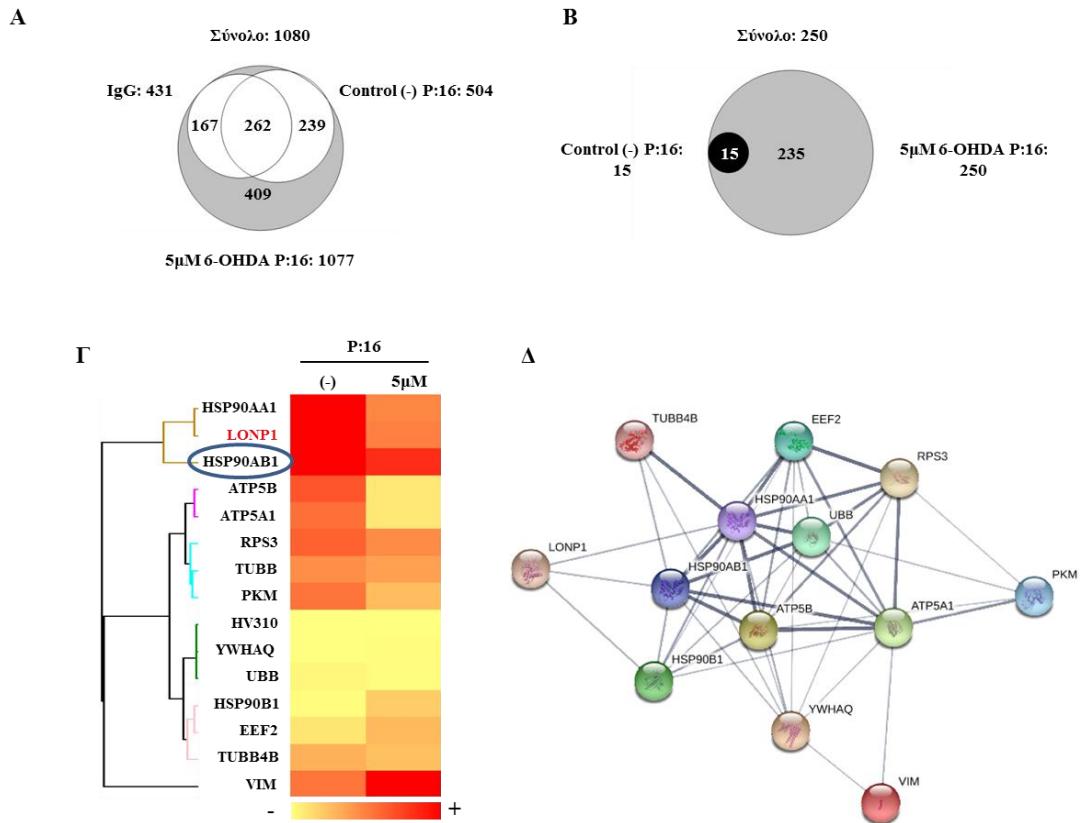 Α
Σύνολο: 1080
IgG: 431
Control (-) P:16: 504
167
262
239
409
5μM 6-OHDA P:16: 1077
Β
Σύνολο: 250
Control (-) P:16:
15
15
235
5μM 6-OHDA P:16:
250
Γ
P:16
(-)
5μM
HSP90AA1
LONP1
HSP90AB1
ATP5B
ATP5A1
RPS3
TUBB
PKM
HV310
YWHAQ
UBB
HSP90B1
EEF2
TUBB4B
VIM
-
+
Δ
TUBB4B
EEF2
RPS3
HSP90AA1
UBB
LONP1
HSP90AB1
PKM
ATP5B
ATP5A1
HSP90B1
YWHAQ
VIM